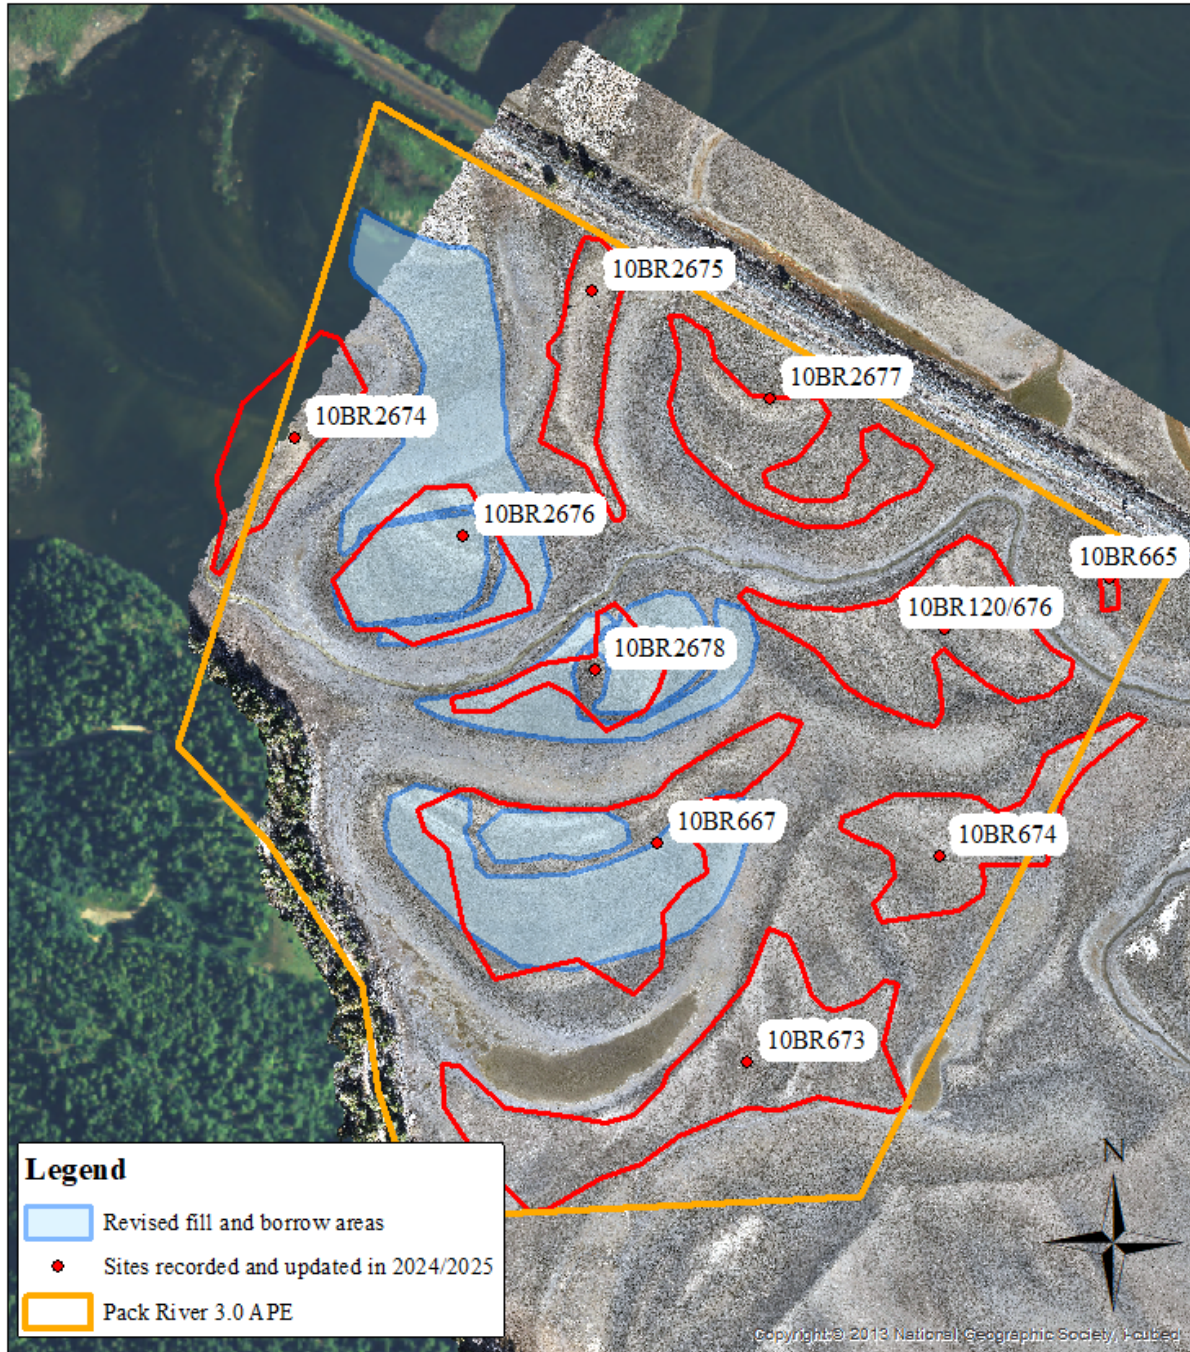 10BR2675
10BR2677
10BR2674
10BR2676
10BR665
10BR120/676
10BR2678
10BR667
10BR674
10BR673
N
Legend
Revised fill and borrow areas
Sites recorded and updated in 2024/2025
Pack River 3.0 APE
Copyright:© 2013 National Geographic Society, i-cubed